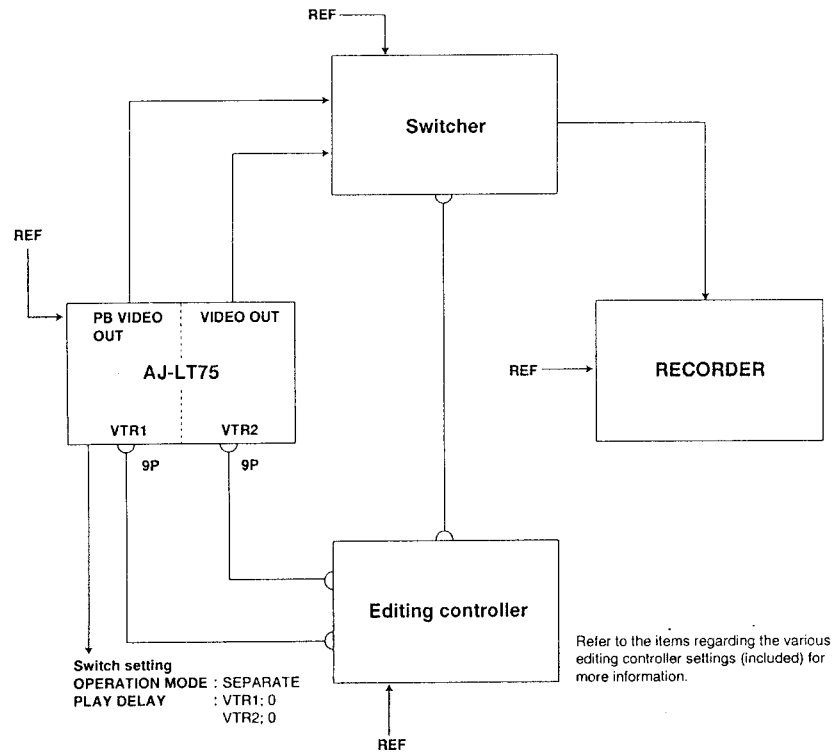 REF
Switcher
REF
PB VIDEO
OUT
VIDEO OUT
AJ-LT75
VTR1
VTR2
9P
9P
REF
RECORDER
Editing controller
Switch setting
OPERATION MODE : SEPARATE
PLAY DELAY : VTR1; 0
VTR2; 0
Refer to the items regarding the various
editing controller settings (included) for
more information.
REF